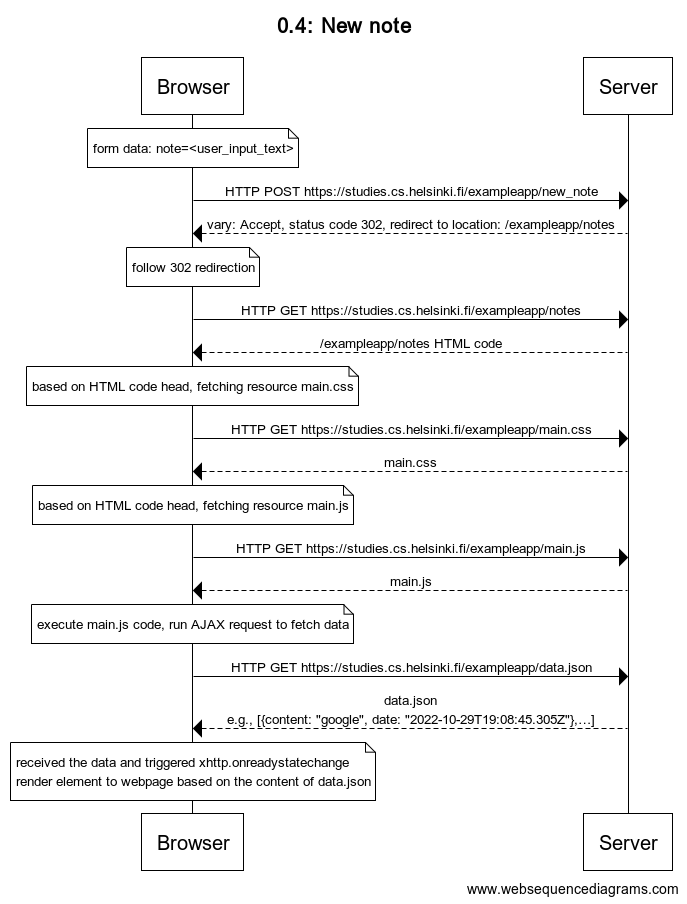 0.4: New note
Browser
Server
form data: note=<user_input_text>
HTTP POST https://studies.cs.helsinki.fi/exampleapp/new_note
vary: Accept, status code 302, redirect to location: /exampleapp/notes
follow 302 redirection
HTTP GET https://studies.cs.helsinki.fi/exampleapp/notes
/exampleapp/notes HTML code
based on HTML code head, fetching resource main.css
HTTP GET https://studies.cs.helsinki.fi/exampleapp/main.css
main.css
based on HTML code head, fetching resource main.js
HTTP GET https://studies.cs.helsinki.fi/exampleapp/main.js
main.js
execute main.js code, run AJAX request to fetch data
HTTP GET https://studies.cs.helsinki.fi/exampleapp/data.json
data.json
e.g., [{content: "google", date: "2022-10-29T19:08:45.305Z"},...]
received the data and triggered xhttp.onreadystatechange
render element to webpage based on the content of data.json
Browser
Server
www.websequencediagrams.com